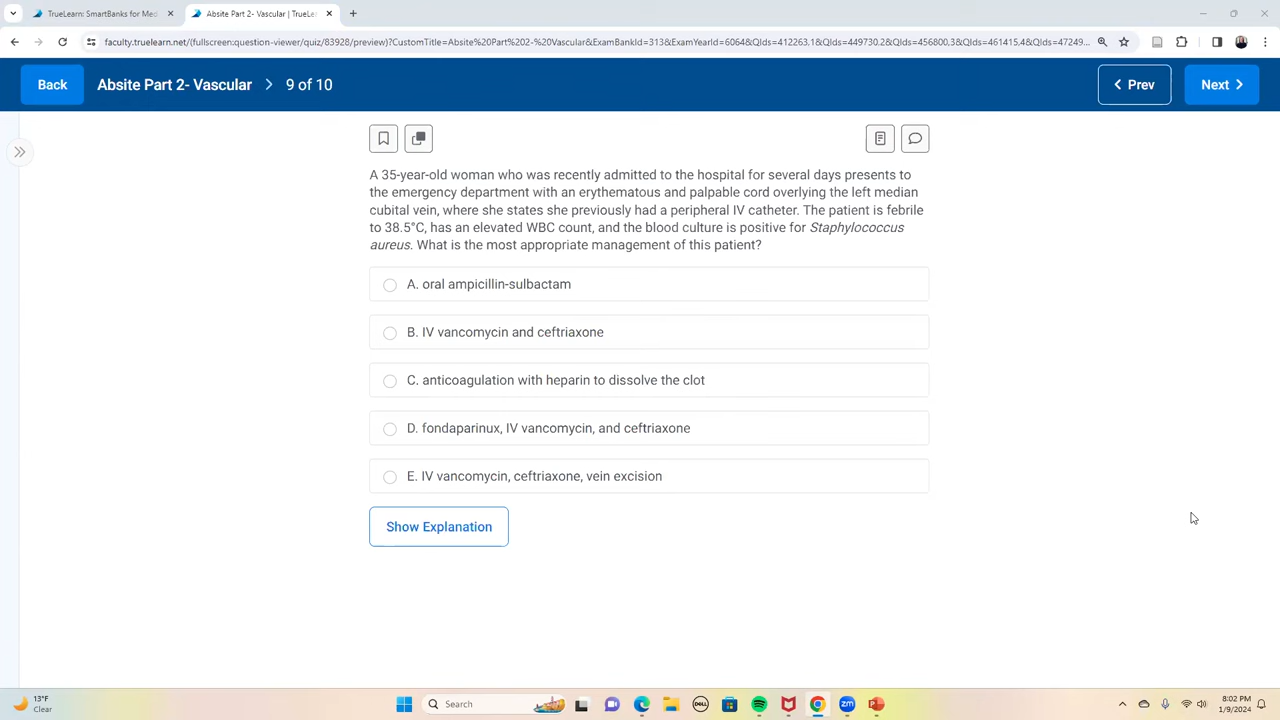 TrueLearn: SmartBanks for Med
Absite Part 2- Vascular | TrueLe
faculty.truelearn.net/(fullscreen:question-viewer/quiz/83928/preview)?CustomTitle=Absite%20Part%202-%20Vascular&ExamBankId=313&ExamYearId=6064&QIds=412263.1&QIds=449730.2&QIds=456800.3&QIds=461415.4&QIds=47249...
Back
Absite Part 2- Vascular
9 of 10
Prev
Next
A 35-year-old woman who was recently admitted to the hospital for several days presents to
the emergency department with an erythematous and palpable cord overlying the left median
cubital vein, where she states she previously had a peripheral IV catheter. The patient is febrile
to 38.5°C, has an elevated WBC count, and the blood culture is positive for Staphylococcus
aureus. What is the most appropriate management of this patient?
A. oral ampicillin-sulbactam
B. IV vancomycin and ceftriaxone
C. anticoagulation with heparin to dissolve the clot
D. fondaparinux, IV vancomycin, and ceftriaxone
E. IV vancomycin, ceftriaxone, vein excision
Show Explanation
13°F
Clear
Search
DELL
zm
P
8:02 PM
1/9/2024